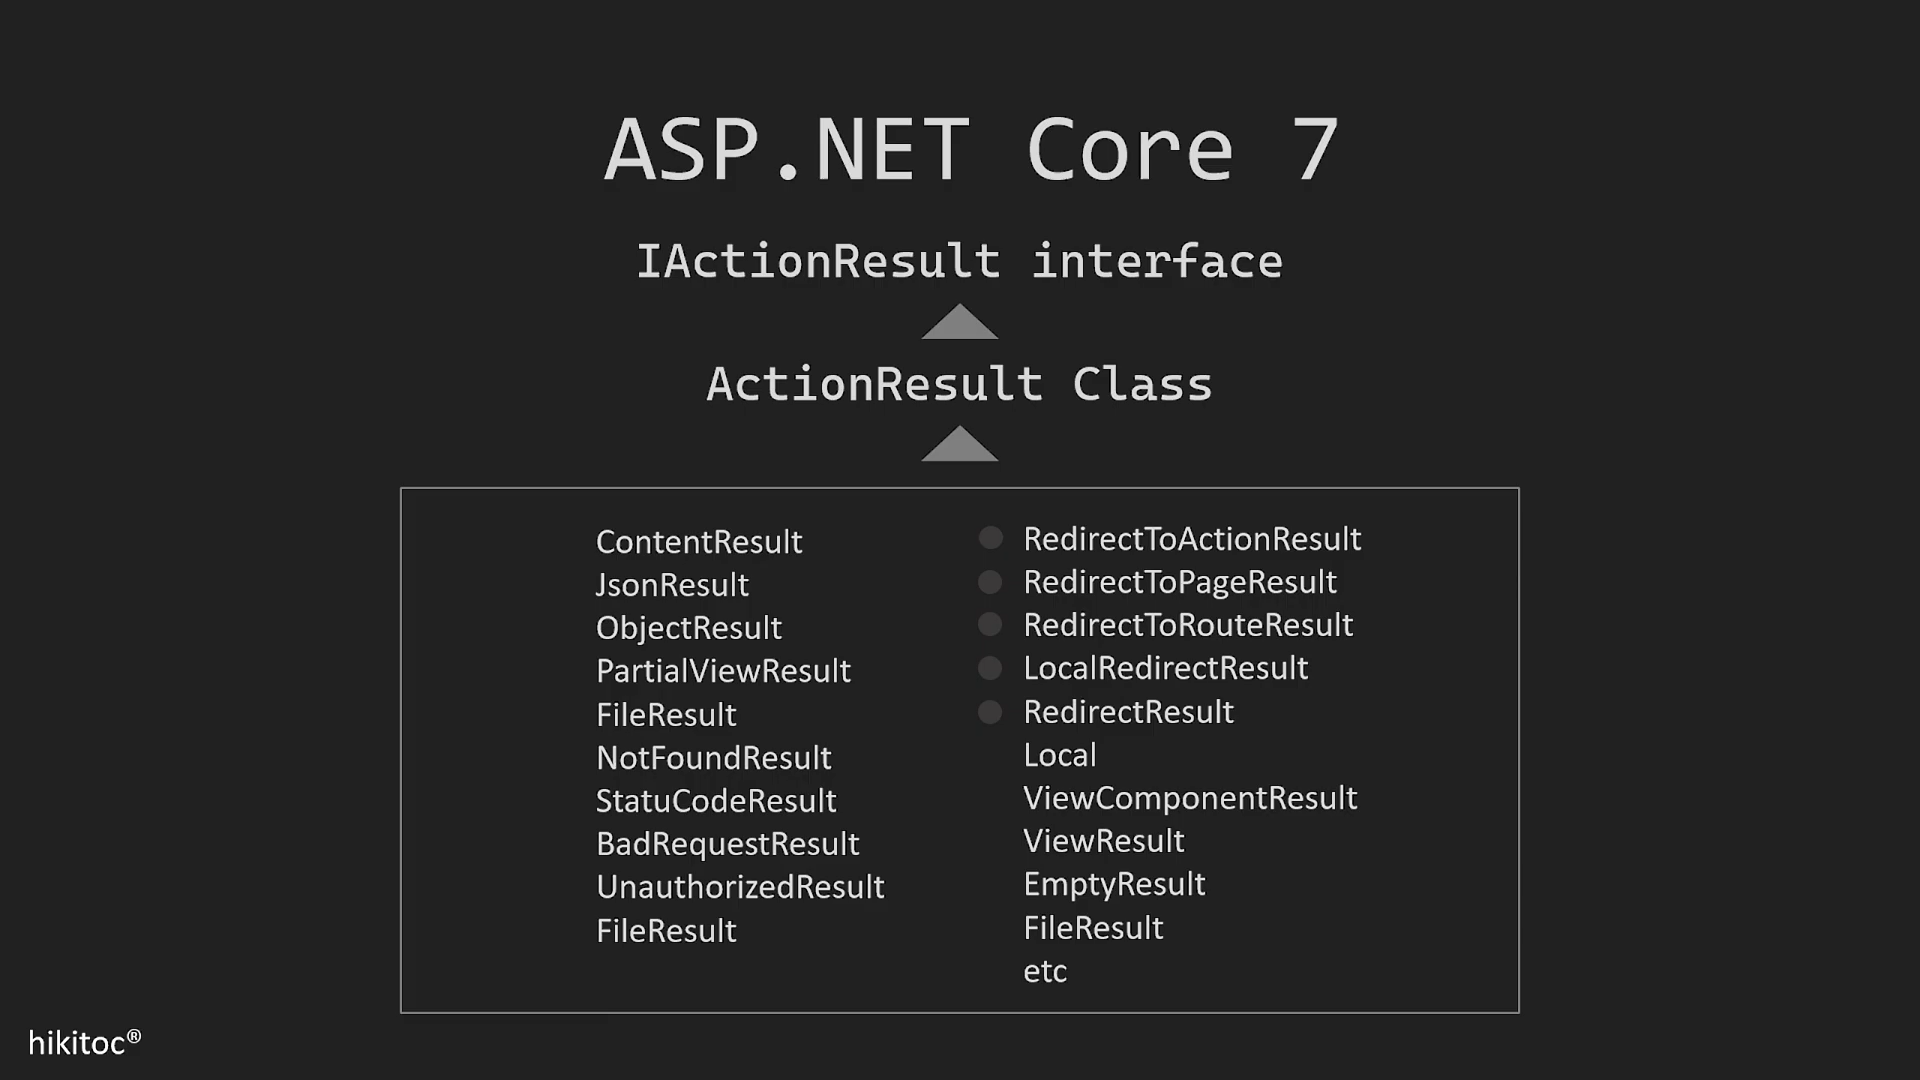 ASP.NET Core 7
IActionResult interface
ActionResult Class
ContentResult
JsonResult
ObjectResult
PartialViewResult
FileResult
NotFoundResult
StatuCodeResult
BadRequestResult
UnauthorizedResult
FileResult
RedirectToActionResult
RedirectToPageResult
RedirectToRouteResult
LocalRedirectResult
RedirectResult
Local
ViewComponentResult
ViewResult
EmptyResult
FileResult
etc
hikitoc®